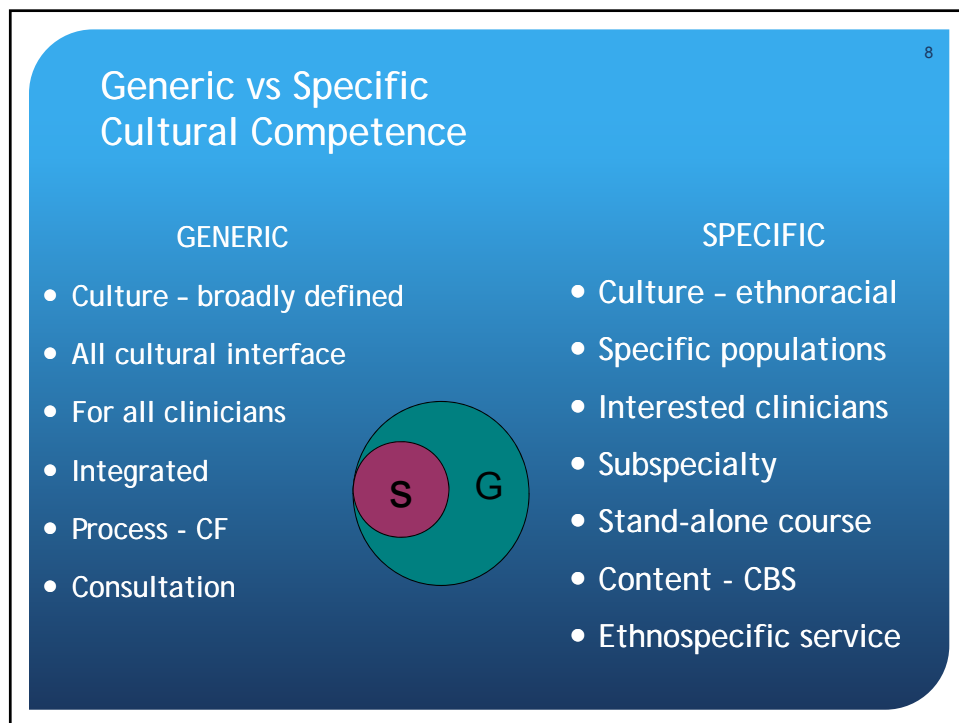 8
Generic vs Specific
Cultural Competence
GENERIC
• Culture – broadly defined
• All cultural interface
• For all clinicians
• Integrated
• Process - CF
• Consultation
S
G
SPECIFIC
• Culture – ethnoracial
• Specific populations
• Interested clinicians
• Subspecialty
• Stand-alone course
• Content - CBS
• Ethnospecific service